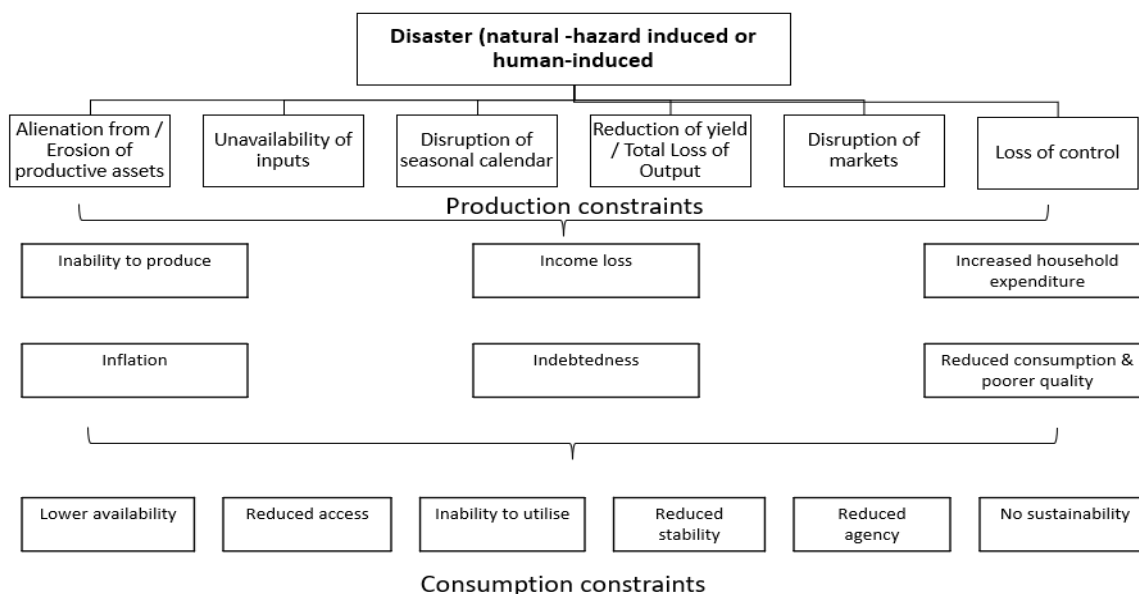 Disaster (natural -hazard induced or
human-induced
Alienation from /
Erosion of
productive assets
Unavailability of
inputs
Disruption of
seasonal calendar
Reduction of yield
/ Total Loss of
Output
Disruption of
markets
Loss of control
Production constraints
Inability to produce
Income loss
Increased household
expenditure
Inflation
Indebtedness
Reduced consumption &
poorer quality
Lower availability
Reduced access
Inability to utilise
Reduced
stability
Reduced
agency
No sustainability
Consumption constraints